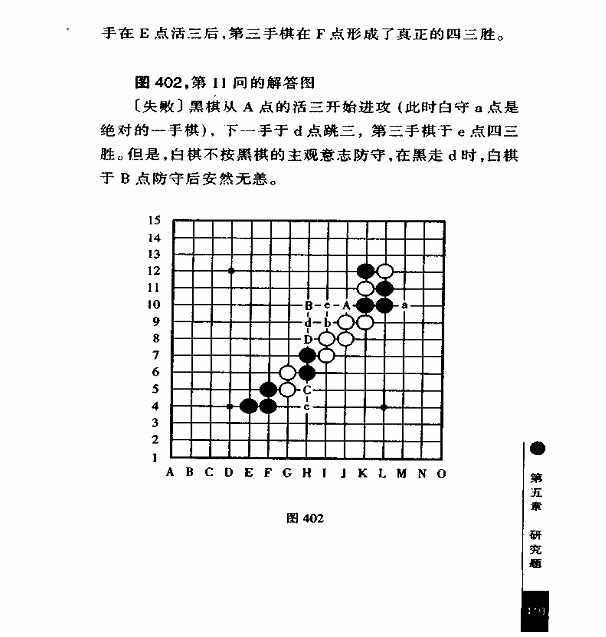 手在 E 点活三后,第三手棋在 F 点形成了真正的四三胜。
图 402,第 11 问的解答图
〔失败〕黑棋从 A 点的活三开始进攻 (此时白守 a 点是
绝对的一手棋), 下一手于 d 点跳三, 第三手棋于 e 点四三
胜。但是,白棋不按黑棋的主观意志防守,在黑走 d 时,白棋
于 B 点防守后安然无恙。
15
14
13
12
11
10 B c A a
9 d b
8 D
7
6
5 C
4 e
3
2
1
A B C D E F G H I J K L M N O
图 402
第五章 研究题